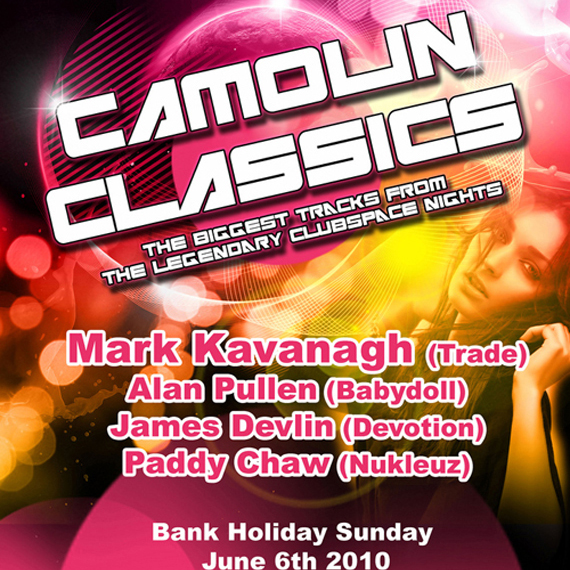 CAMOUN
CLASSICS
THE BIGGEST TRACKS FROM
THE LEGENDARY CLUBSPACE NIGHTS
Mark Kavanagh (Trade)
Alan Pullen (Babydoll)
James Devlin (Devotion)
Paddy Chaw (Nukleuz)
Bank Holiday Sunday
June 6th 2010